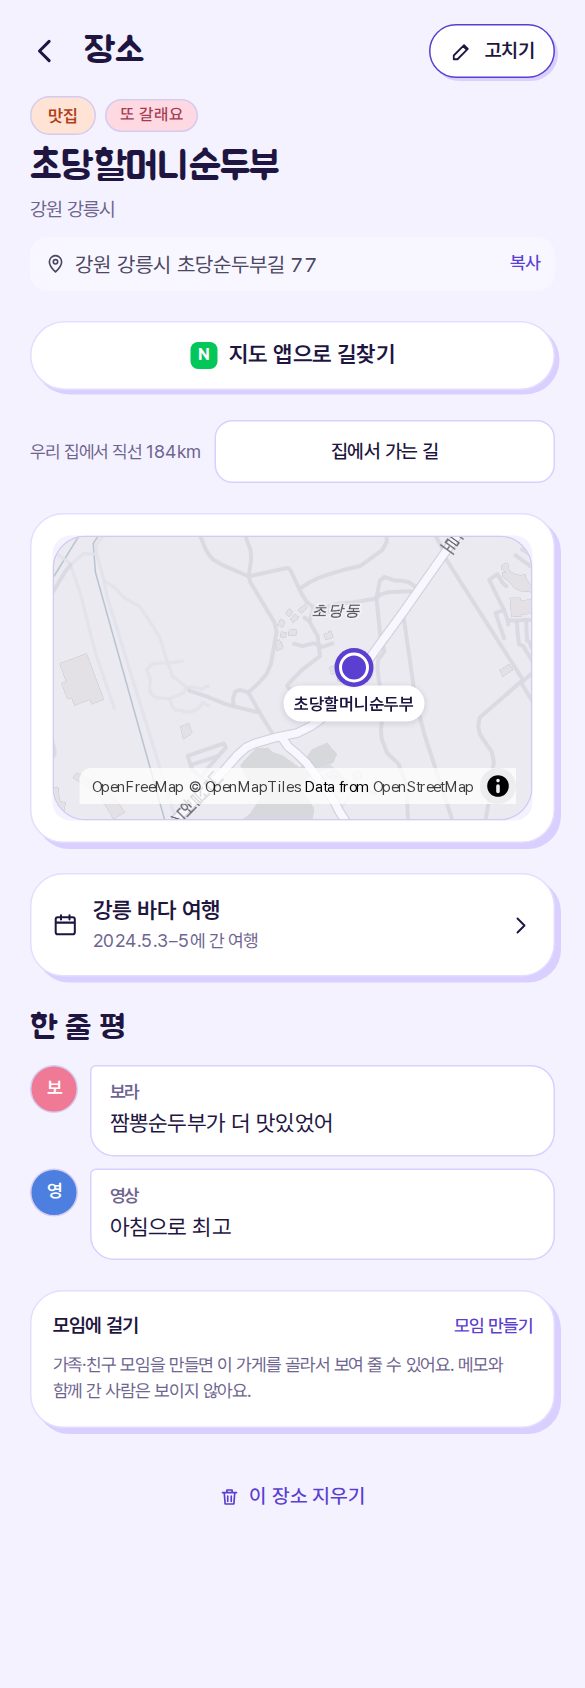 장소
고치기
맛집
또 갈래요
초당할머니순두부
강원 강릉시
강원 강릉시 초당순두부길 77
복사
N 지도 앱으로 길찾기
우리 집에서 직선 184km
집에서 가는 길
초당동
초당할머니순두부
OpenFreeMap © OpenMapTiles Data from OpenStreetMap
강릉 바다 여행
2024.5.3–5에 간 여행
한 줄 평
보
보라
짬뽕순두부가 더 맛있었어
영
영상
아침으로 최고
모임에 걸기
모임 만들기
가족·친구 모임을 만들면 이 가게를 골라서 보여 줄 수 있어요. 메모와
함께 간 사람은 보이지 않아요.
이 장소 지우기